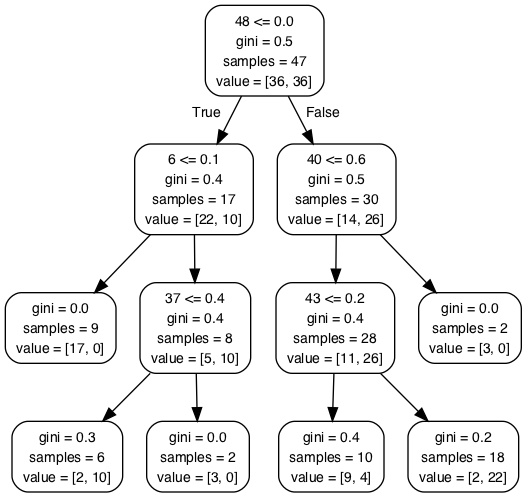 48 <= 0.0
gini = 0.5
samples = 47
value = [36, 36]
True
False
6 <= 0.1
gini = 0.4
samples = 17
value = [22, 10]
40 <= 0.6
gini = 0.5
samples = 30
value = [14, 26]
gini = 0.0
samples = 9
value = [17, 0]
37 <= 0.4
gini = 0.4
samples = 8
value = [5, 10]
43 <= 0.2
gini = 0.4
samples = 28
value = [11, 26]
gini = 0.0
samples = 2
value = [3, 0]
gini = 0.3
samples = 6
value = [2, 10]
gini = 0.0
samples = 2
value = [3, 0]
gini = 0.4
samples = 10
value = [9, 4]
gini = 0.2
samples = 18
value = [2, 22]